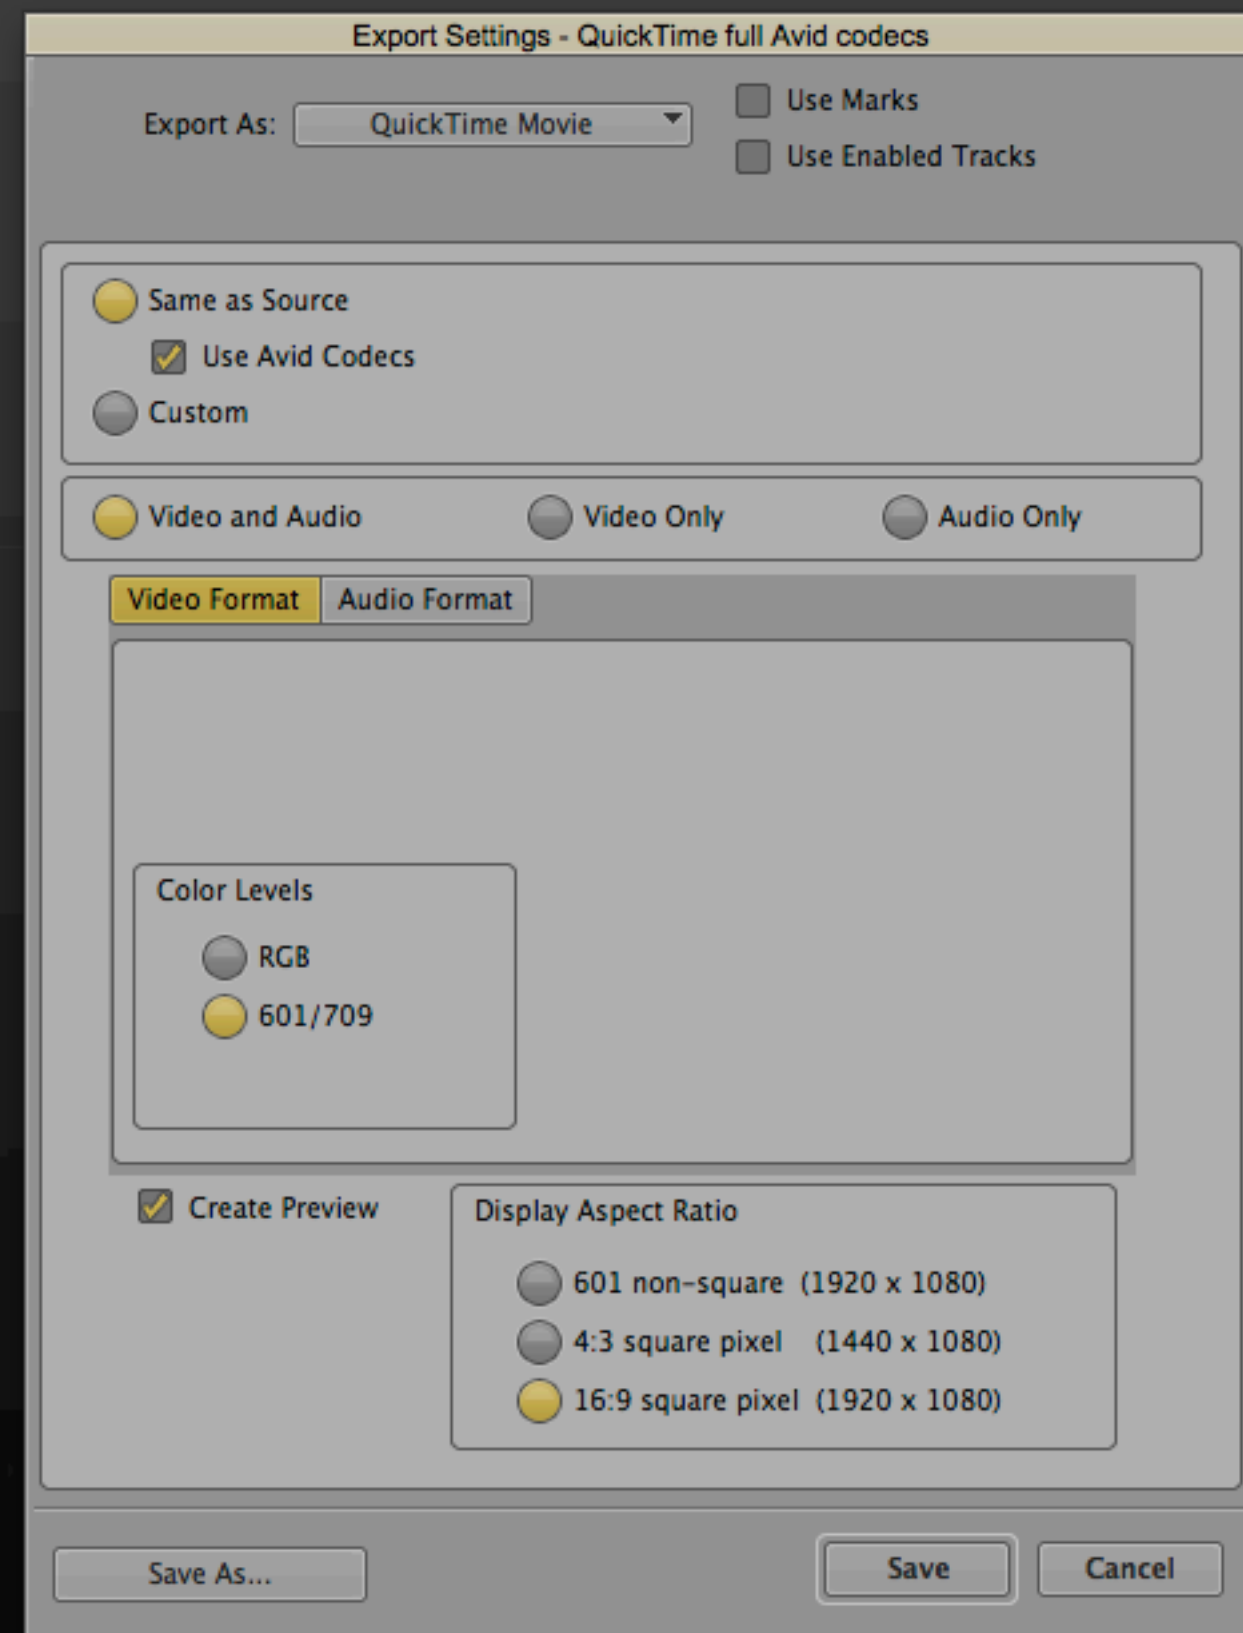 Export Settings - QuickTime full Avid codecs
Export As: QuickTime Movie
Use Marks
Use Enabled Tracks
Same as Source
Use Avid Codecs
Custom
Video and Audio Video Only Audio Only
Video Format Audio Format
Color Levels
RGB
601/709
Create Preview
Display Aspect Ratio
601 non-square (1920 x 1080)
4:3 square pixel (1440 x 1080)
16:9 square pixel (1920 x 1080)
Save As... Save Cancel